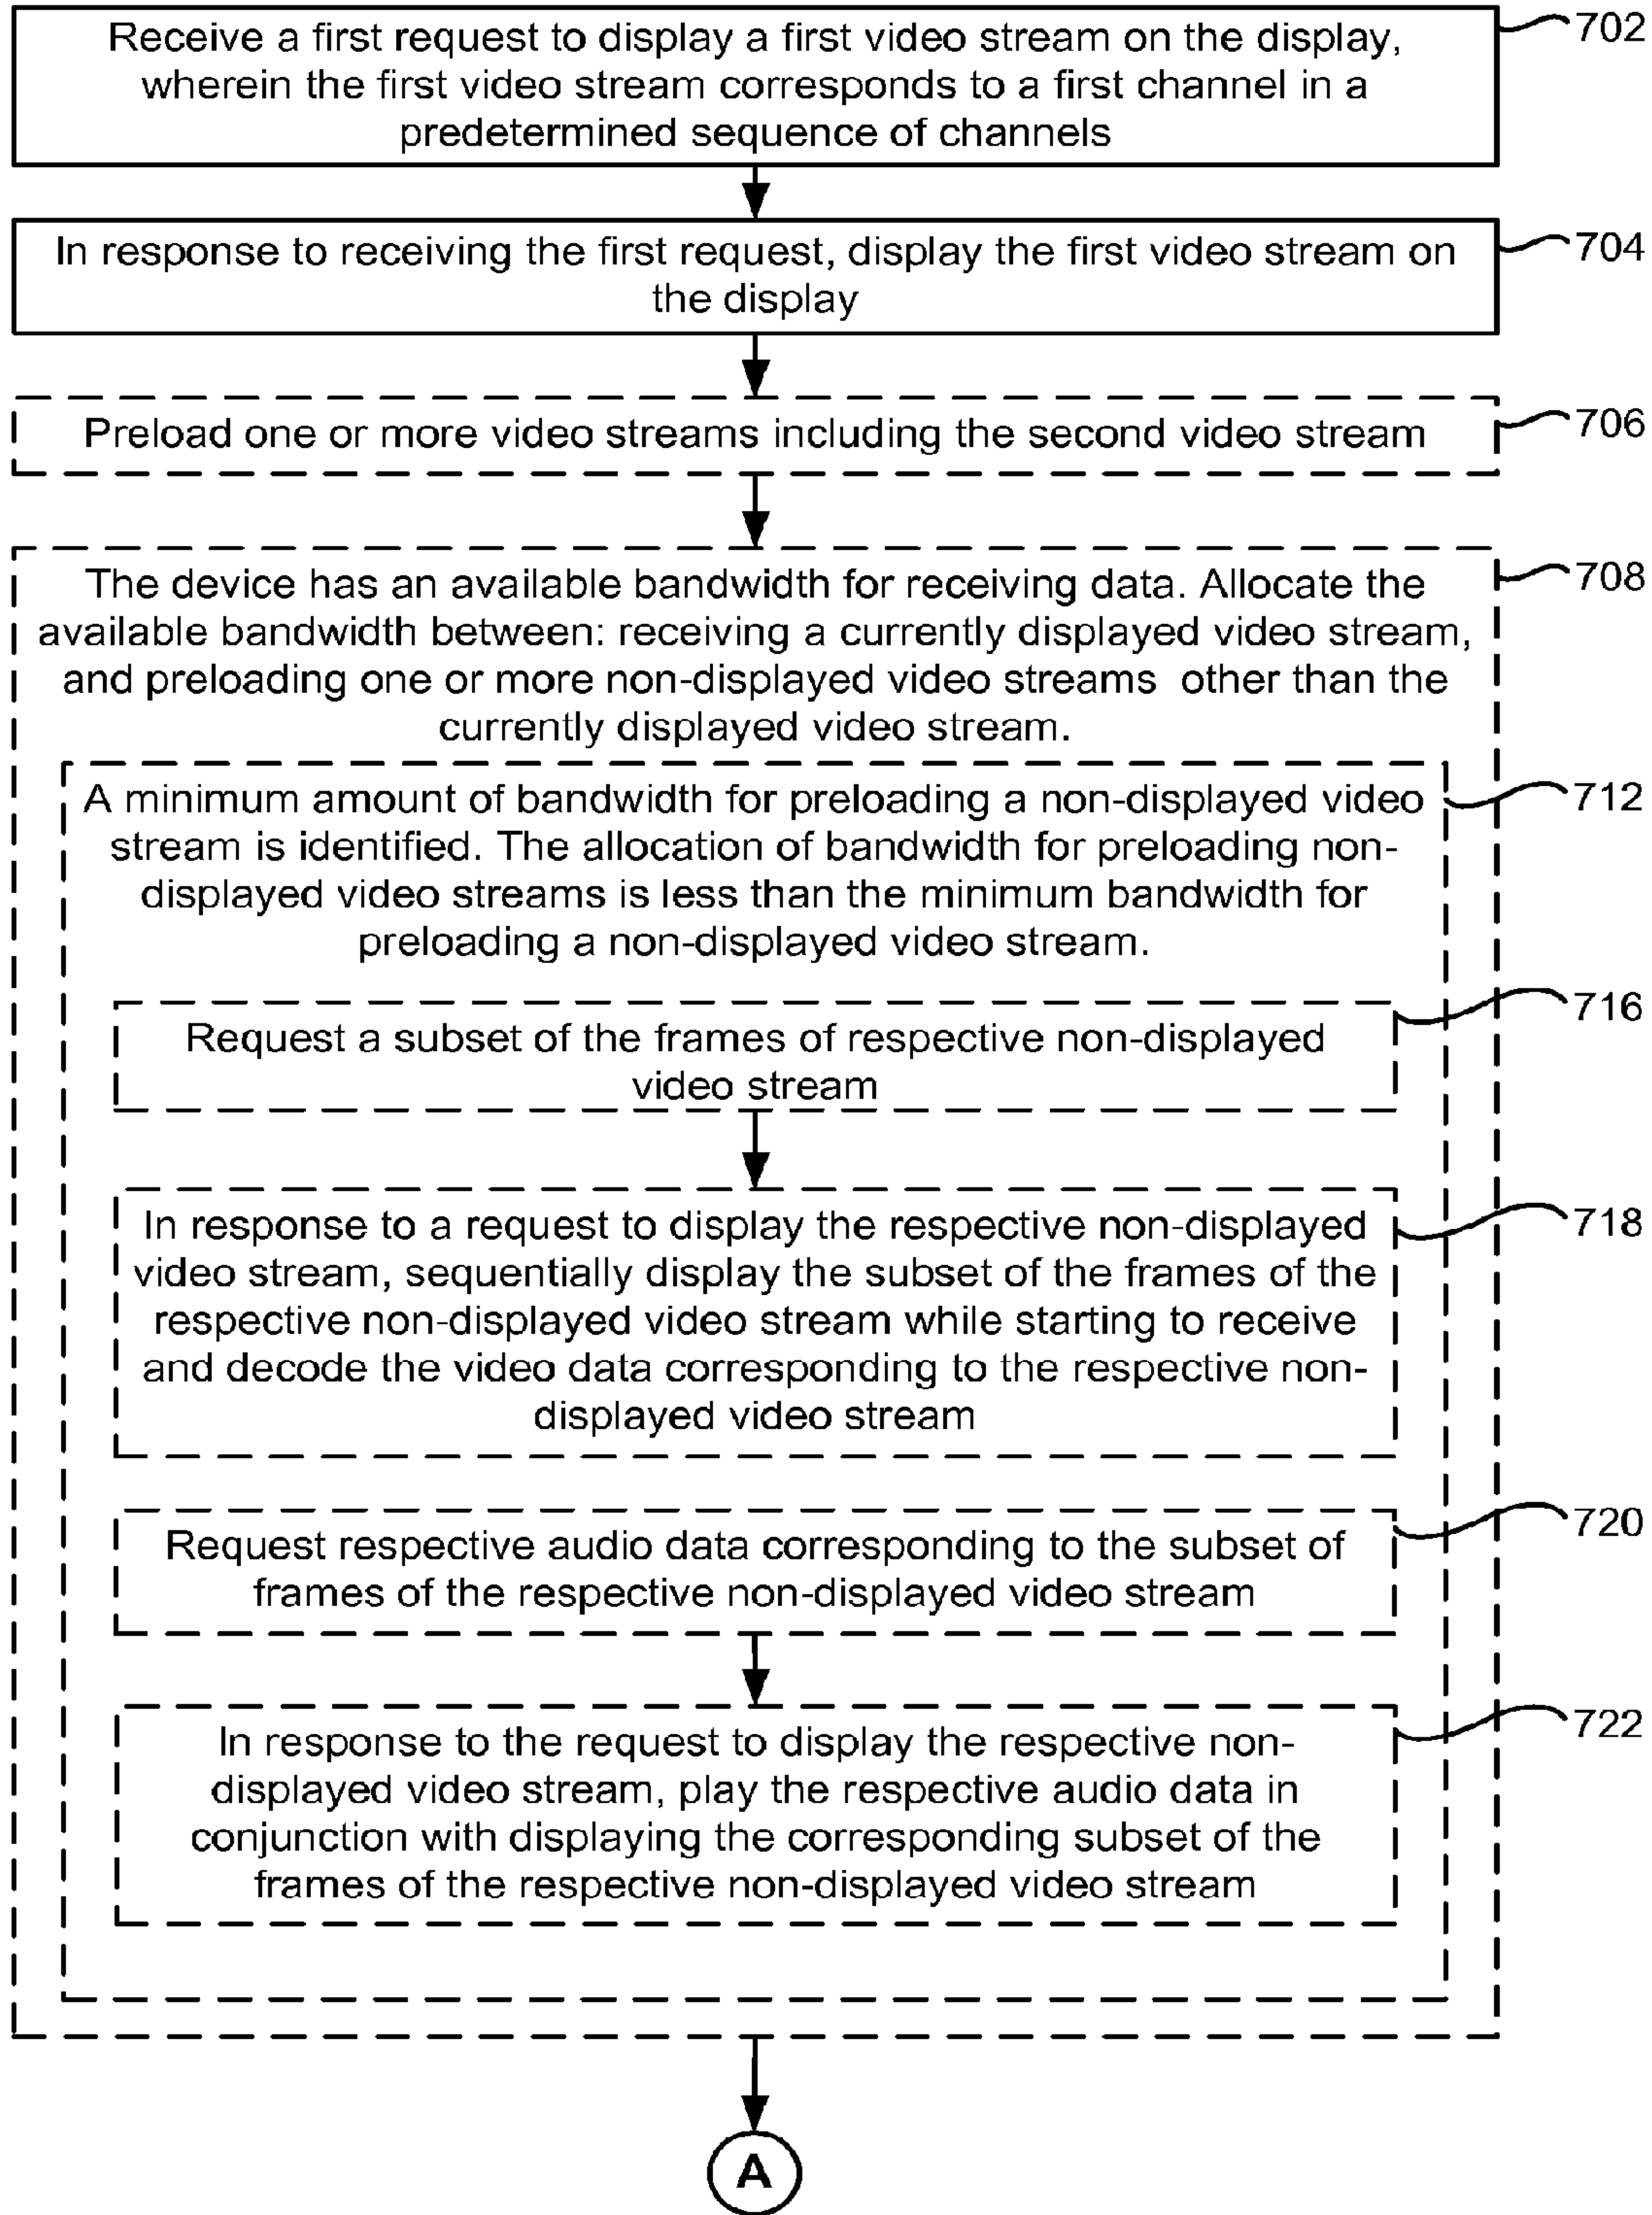 Receive a first request to display a first video stream on the display,
wherein the first video stream corresponds to a first channel in a
predetermined sequence of channels
702
In response to receiving the first request, display the first video stream on
the display
704
Preload one or more video streams including the second video stream
706
The device has an available bandwidth for receiving data. Allocate the
available bandwidth between: receiving a currently displayed video stream,
and preloading one or more non-displayed video streams other than the
currently displayed video stream.
708
A minimum amount of bandwidth for preloading a non-displayed video
stream is identified. The allocation of bandwidth for preloading non-
displayed video streams is less than the minimum bandwidth for
preloading a non-displayed video stream.
712
Request a subset of the frames of respective non-displayed
video stream
716
In response to a request to display the respective non-displayed
video stream, sequentially display the subset of the frames of the
respective non-displayed video stream while starting to receive
and decode the video data corresponding to the respective non-
displayed video stream
718
Request respective audio data corresponding to the subset of
frames of the respective non-displayed video stream
720
In response to the request to display the respective non-
displayed video stream, play the respective audio data in
conjunction with displaying the corresponding subset of the
frames of the respective non-displayed video stream
722
A